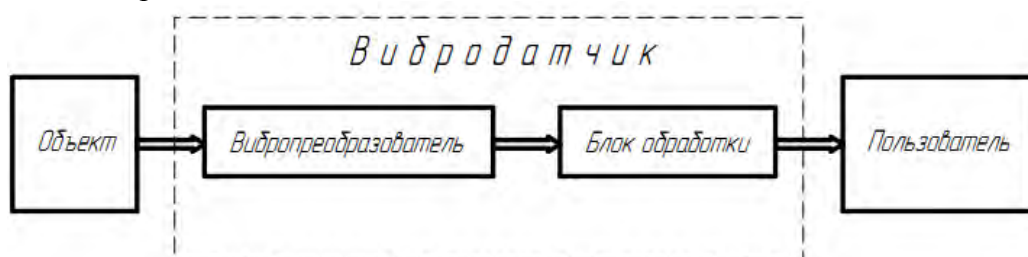 Вибродатчик
Объект
Вибропреобразователь
Блок обработки
Пользователь